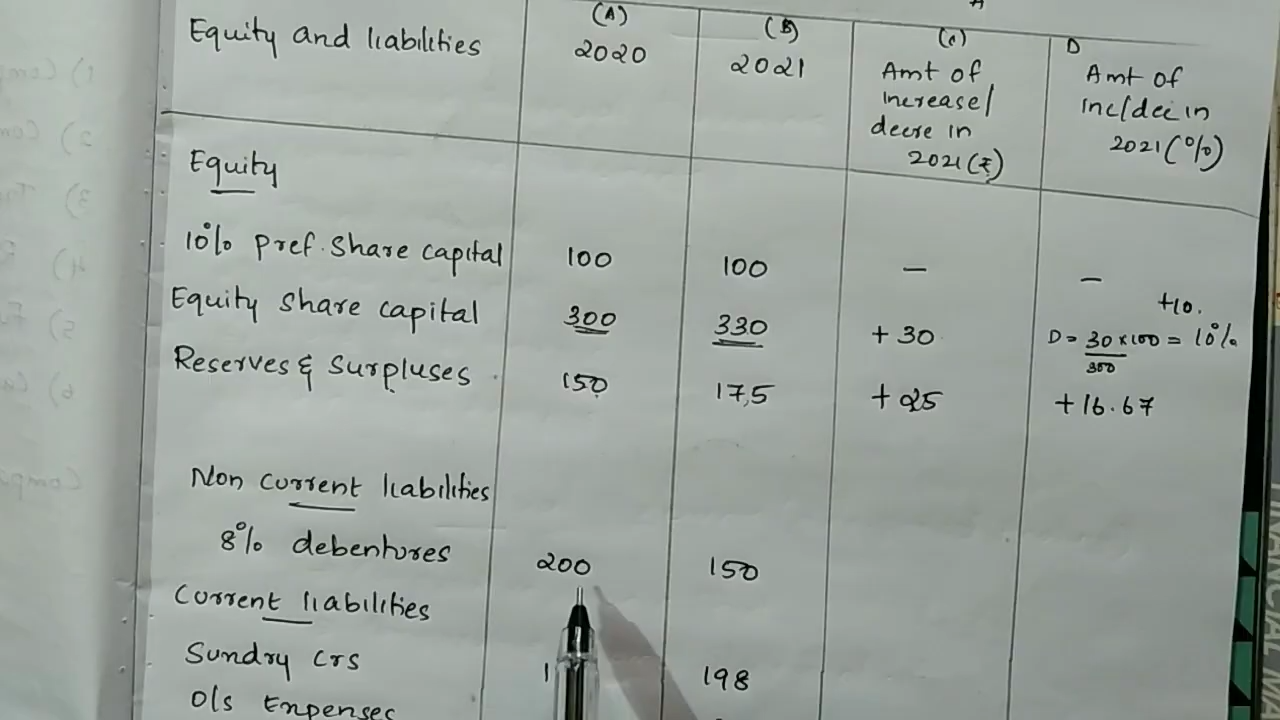 (A) (B) (C) D
Equity and liabilities 2020 2021 Amt of Increase/ decre in 2021 (₹) Amt of Inc/dec in 2021 (%)
Equity
10% Pref. Share capital 100 100 — —
+10.
Equity Share capital 300 330 +30 D = 30 × 100 = 10%
300
Reserves & Surpluses 150 175 +25 +16.67
Non Current liabilities
8% debentures 200 150
Current liabilities
Sundry Crs 1 198
O/s Expenses